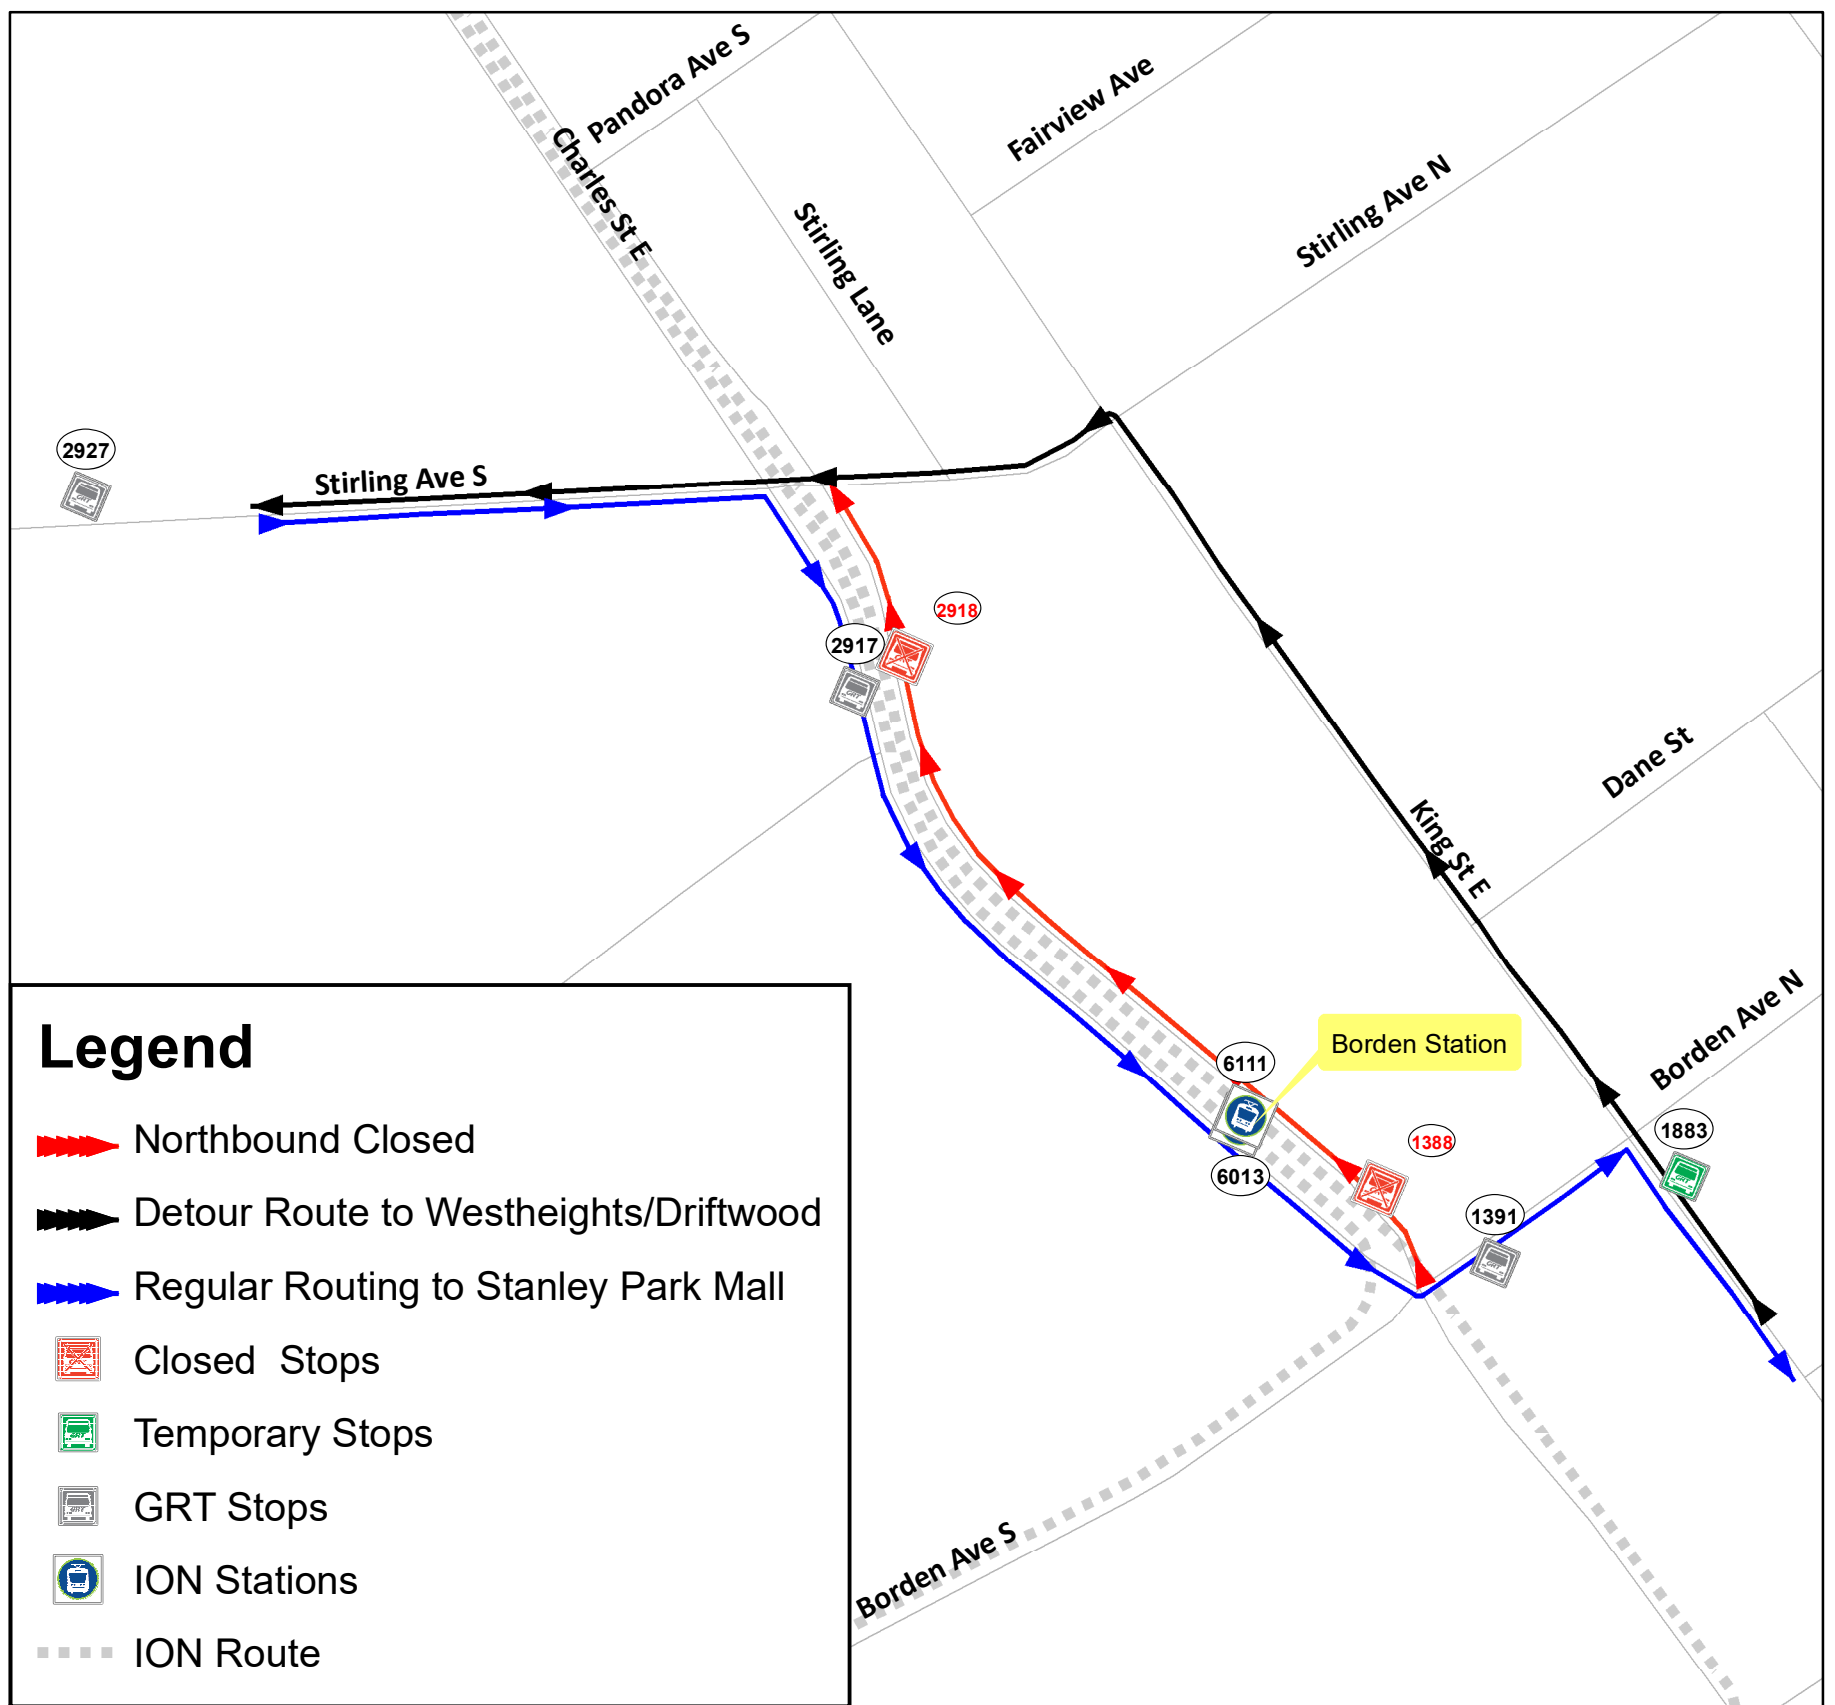 Pandora Ave S
Fairview Ave
Charles St E
Stirling Ave N
Stirling Lane
2927
Stirling Ave S
2918
2917
Dane St
King St E
Borden Ave N
Borden Station
6111
1883
1388
6013
1391
Borden Ave S
Legend
Northbound Closed
Detour Route to Westheights/Driftwood
Regular Routing to Stanley Park Mall
Closed Stops
Temporary Stops
GRT Stops
ION Stations
ION Route